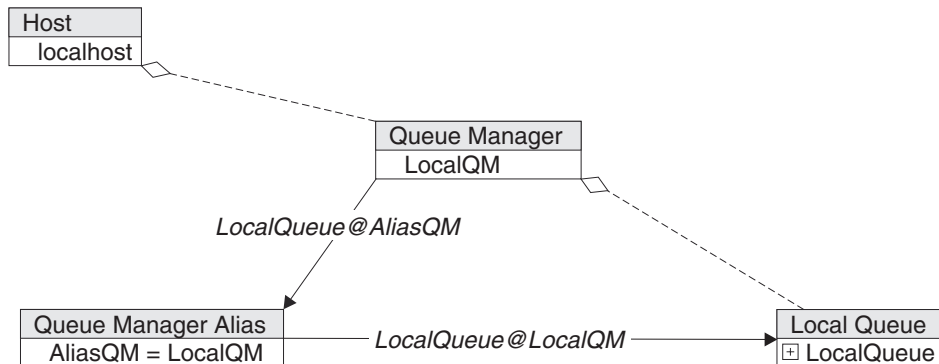 Host
localhost
Queue Manager
LocalQM
LocalQueue@AliasQM
Queue Manager Alias
AliasQM = LocalQM
LocalQueue@LocalQM
Local Queue
LocalQueue